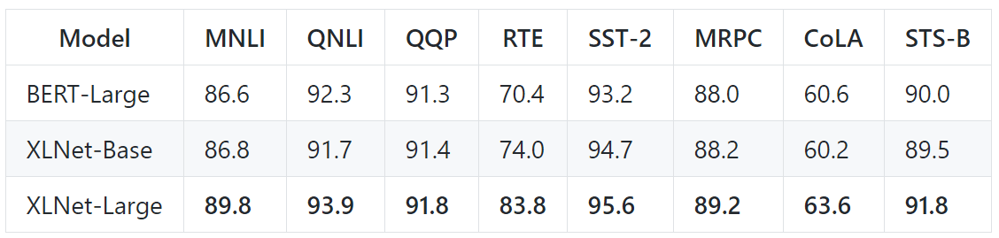 Model MNLI QNLI QQP RTE SST-2 MRPC CoLA STS-B
BERT-Large 86.6 92.3 91.3 70.4 93.2 88.0 60.6 90.0
XLNet-Base 86.8 91.7 91.4 74.0 94.7 88.2 60.2 89.5
XLNet-Large 89.8 93.9 91.8 83.8 95.6 89.2 63.6 91.8